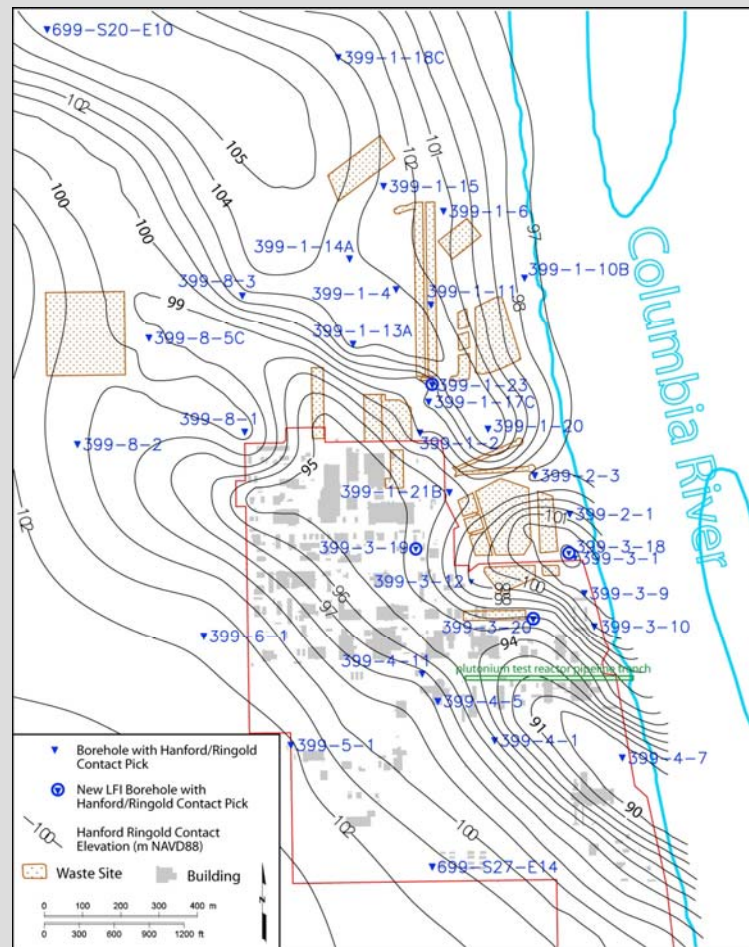 699-S20-E10
399-1-18C
102
101
105
102
399-1-15
100
104
399-1-6
100
97
399-1-14A
399-1-10B
399-8-3
399-1-4
399-1-11
99
98
399-8-5C
399-1-13A
399-1-23
399-1-17C
399-8-1
399-1-20
399-8-2
399-1-2
95
399-2-3
399-1-21B
399-2-1
101
102
399-3-19
399-3-18
399-3-1
399-3-12
100
99
98
96
399-3-9
97
399-3-20
399-3-10
399-6-1
94
399-4-11
plutonium test reactor pipeline trench
399-4-5
91
399-5-1
399-4-1
399-4-7
90
102
100
699-S27-E14
Columbia River
Borehole with Hanford/Ringold
Contact Pick
New LFI Borehole with
Hanford/Ringold Contact Pick
100
Hanford Ringold Contact
Elevation (m NAVD88)
Waste Site
Building
0 100 200 300 400 m
0 300 600 900 1200 ft
N